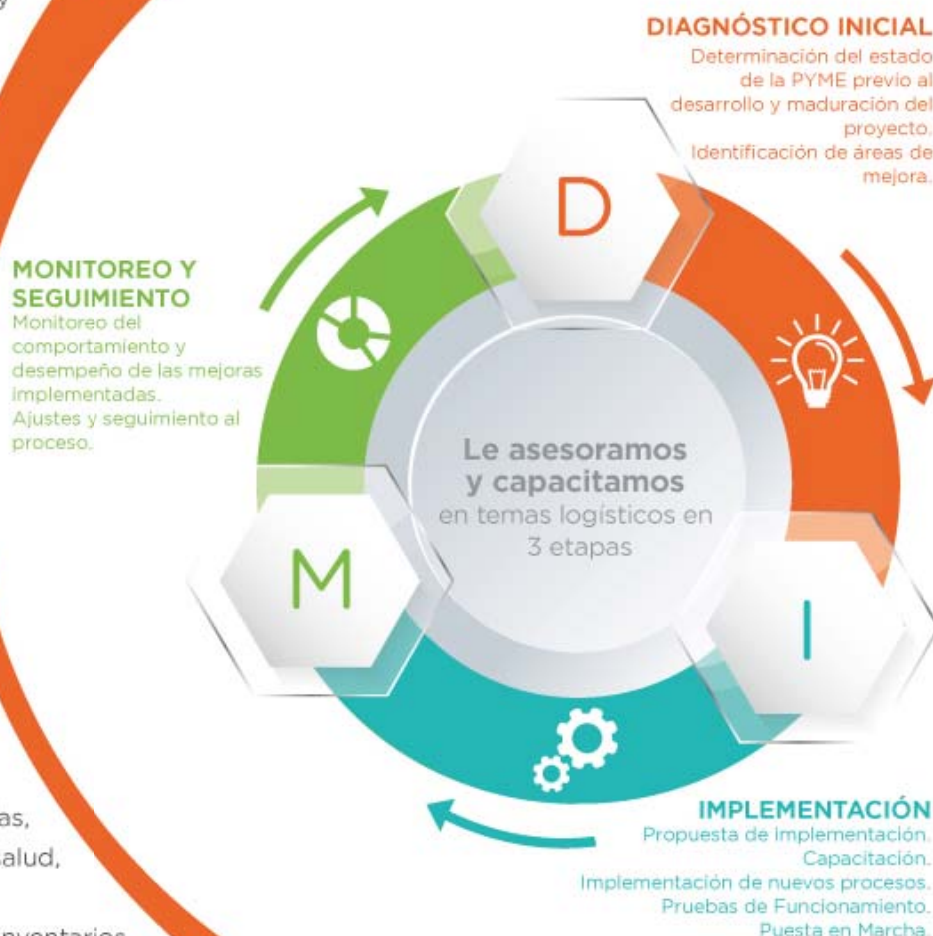 DIAGNÓSTICO INICIAL
Determinación del estado
de la PYME previo al
desarrollo y maduración del
proyecto.
Identificación de áreas de
mejora.
D
MONITOREO Y
SEGUIMIENTO
Monitoreo del
comportamiento y
desempeño de las mejoras
implementadas.
Ajustes y seguimiento al
proceso.
Le asesoramos
y capacitamos
en temas logísticos en
3 etapas
M
I
IMPLEMENTACIÓN
Propuesta de implementación.
Capacitación.
Implementación de nuevos procesos.
Pruebas de Funcionamiento.
Puesta en Marcha.
as,
salud,
nventarios